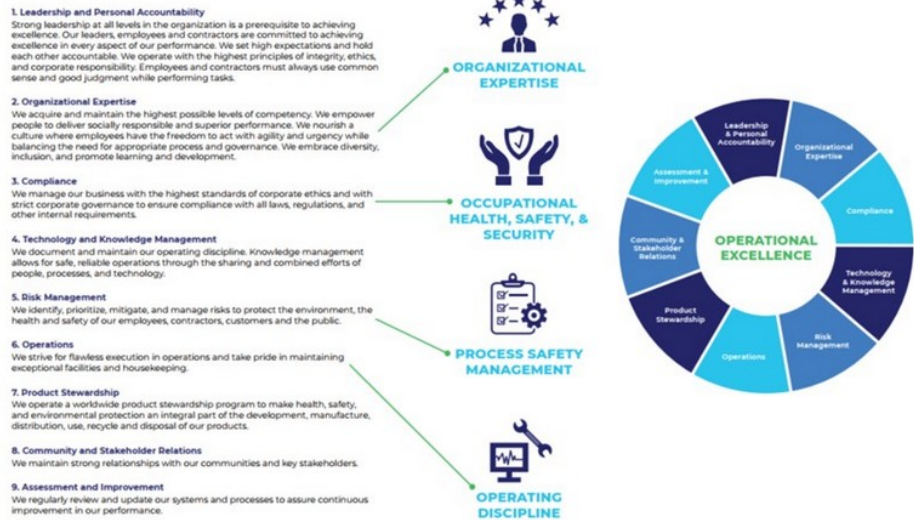 1. Leadership and Personal Accountability
Strong leadership at all levels in the organization is a prerequisite to achieving
excellence. Our leaders, employees and contractors are committed to achieving
excellence in every aspect of our performance. We set high expectations and hold
each other accountable. We operate with the highest principles of integrity, ethics,
and corporate responsibility. Employees and contractors must always use common
sense and good judgment while performing tasks.
2. Organizational Expertise
We acquire and maintain the highest possible levels of competency. We empower
people to deliver socially responsible and superior performance. We nourish a
culture where employees have the freedom to act with agility and urgency while
balancing the need for appropriate process and governance. We embrace diversity,
inclusion, and promote learning and development.
3. Compliance
We manage our business with the highest standards of corporate ethics and with
strict corporate governance to ensure compliance with all laws, regulations, and
other internal requirements.
4. Technology and Knowledge Management
We document and maintain our operating discipline. Knowledge management
allows for safe, reliable operations through the sharing and combined efforts of
people, processes, and technology.
5. Risk Management
We identify, prioritize, mitigate, and manage risks to protect the environment, the
health and safety of our employees, contractors, customers and the public.
6. Operations
We strive for flawless execution in operations and take pride in maintaining
exceptional facilities and housekeeping.
7. Product Stewardship
We operate a worldwide product stewardship program to make health, safety,
and environmental protection an integral part of the development, manufacture,
distribution, use, recycle and disposal of our products.
8. Community and Stakeholder Relations
We maintain strong relationships with our communities and key stakeholders.
9. Assessment and Improvement
We regularly review and update our systems and processes to assure continuous
improvement in our performance.
ORGANIZATIONAL
EXPERTISE
OCCUPATIONAL
HEALTH, SAFETY, &
SECURITY
PROCESS SAFETY
MANAGEMENT
OPERATING
DISCIPLINE
OPERATIONAL
EXCELLENCE
Leadership
& Personal
Accountability
Organizational
Expertise
Compliance
Technology
& Knowledge
Management
Risk
Management
Operations
Product
Stewardship
Community &
Stakeholder
Relations
Assessment &
Improvement